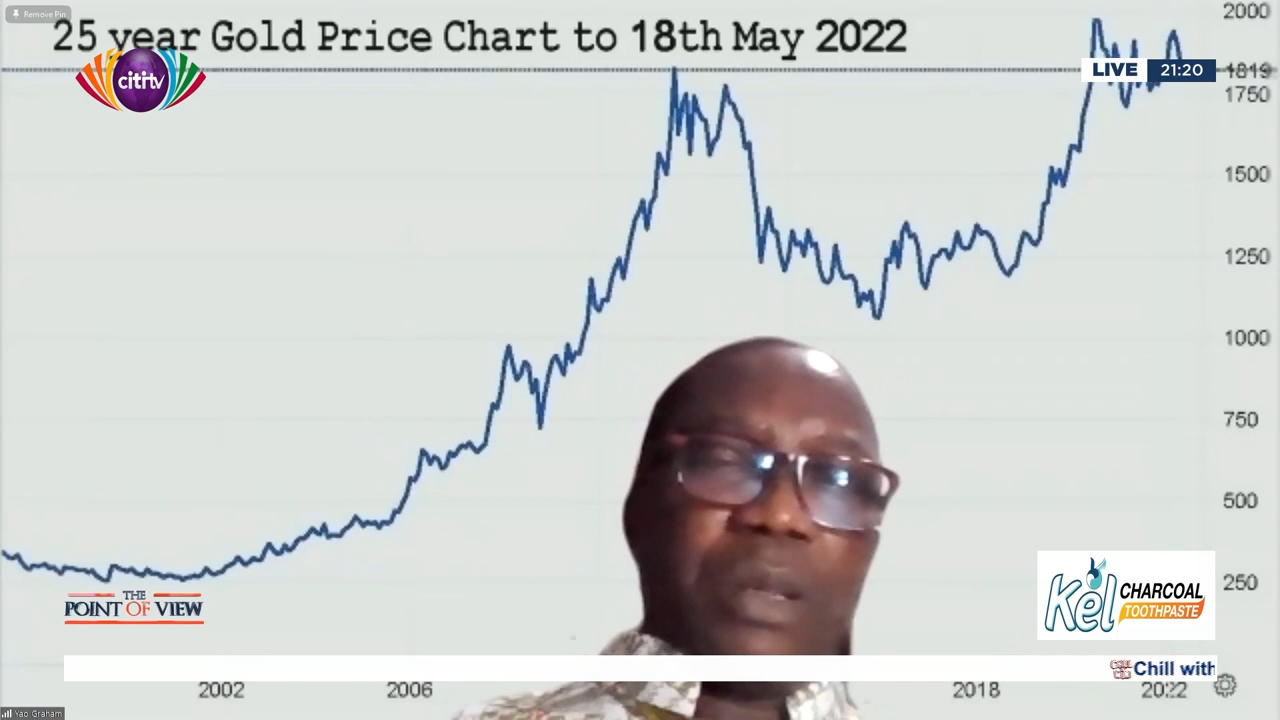 Remove Pin
25 year Gold Price Chart to 18th May 2022
cititv
LIVE 21:20
2000
1819
1750
1500
1250
1000
750
500
250
THE
POINT OF VIEW
Kel CHARCOAL
TOOTHPASTE
Chill with
2002 2006 2018 2022
Yao Graham